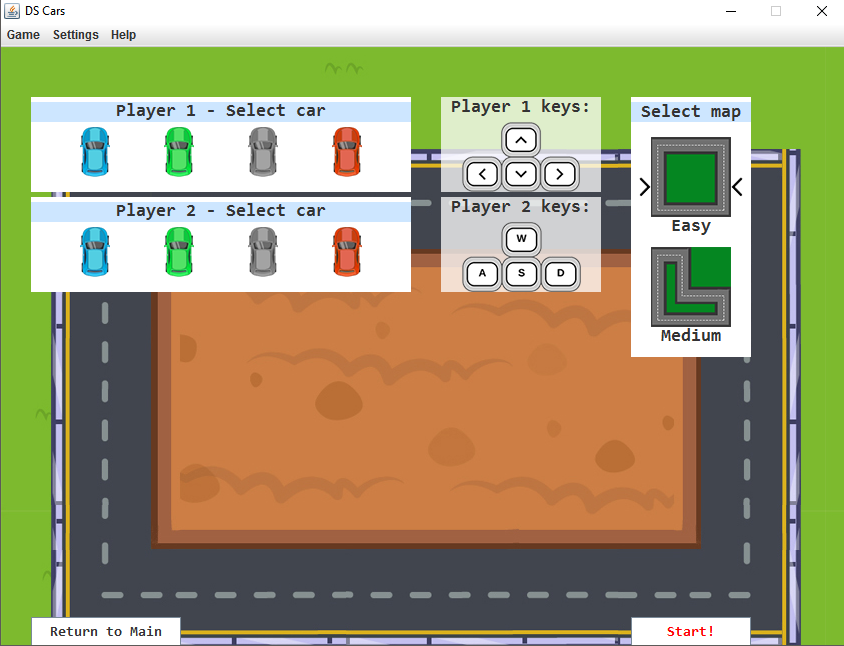 DS Cars
Game Settings Help
Player 1 - Select car
Player 1 keys:
Select map
Player 2 - Select car
Player 2 keys:
W
A S D
Easy
Medium
Return to Main
Start!